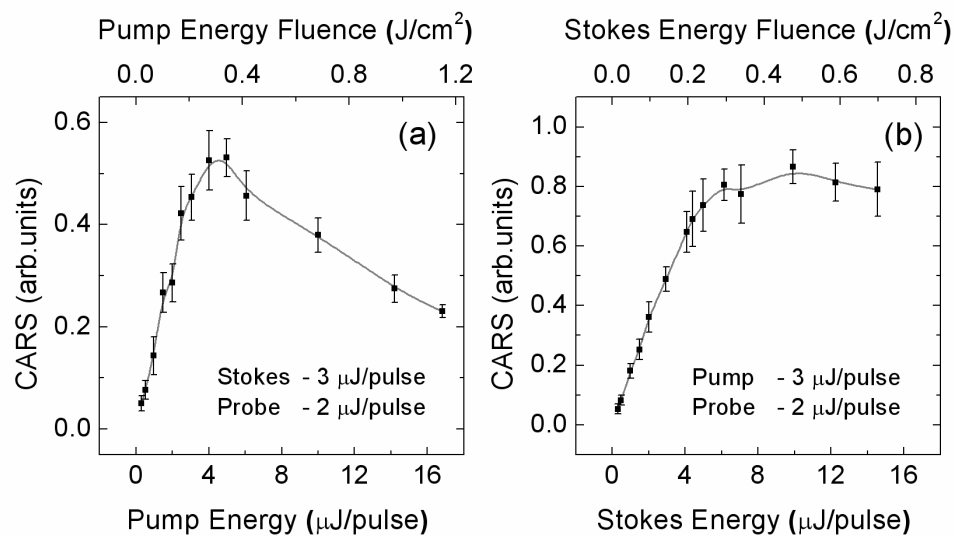 Pump Energy Fluence (J/cm²)
0.0 0.4 0.8 1.2
(a)
CARS (arb.units)
0.6
0.4
0.2
0.0
Stokes - 3 μJ/pulse
Probe - 2 μJ/pulse
0 4 8 12 16
Pump Energy (μJ/pulse)
Stokes Energy Fluence (J/cm²)
0.0 0.2 0.4 0.6 0.8
(b)
CARS (arb.units)
1.0
0.8
0.6
0.4
0.2
0.0
Pump - 3 μJ/pulse
Probe - 2 μJ/pulse
0 4 8 12 16
Stokes Energy (μJ/pulse)